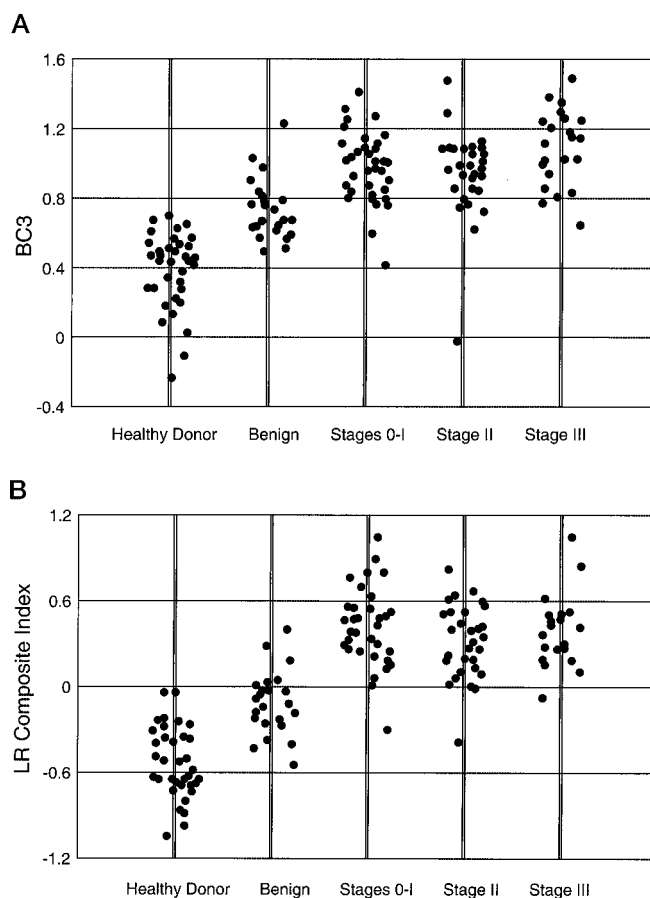 A
1.6
1.2
0.8
0.4
0
-0.4
BC3
Healthy Donor Benign Stages 0-I Stage II Stage III
B
1.2
0.6
0
-0.6
-1.2
LR Composite Index
Healthy Donor Benign Stages 0-I Stage II Stage III